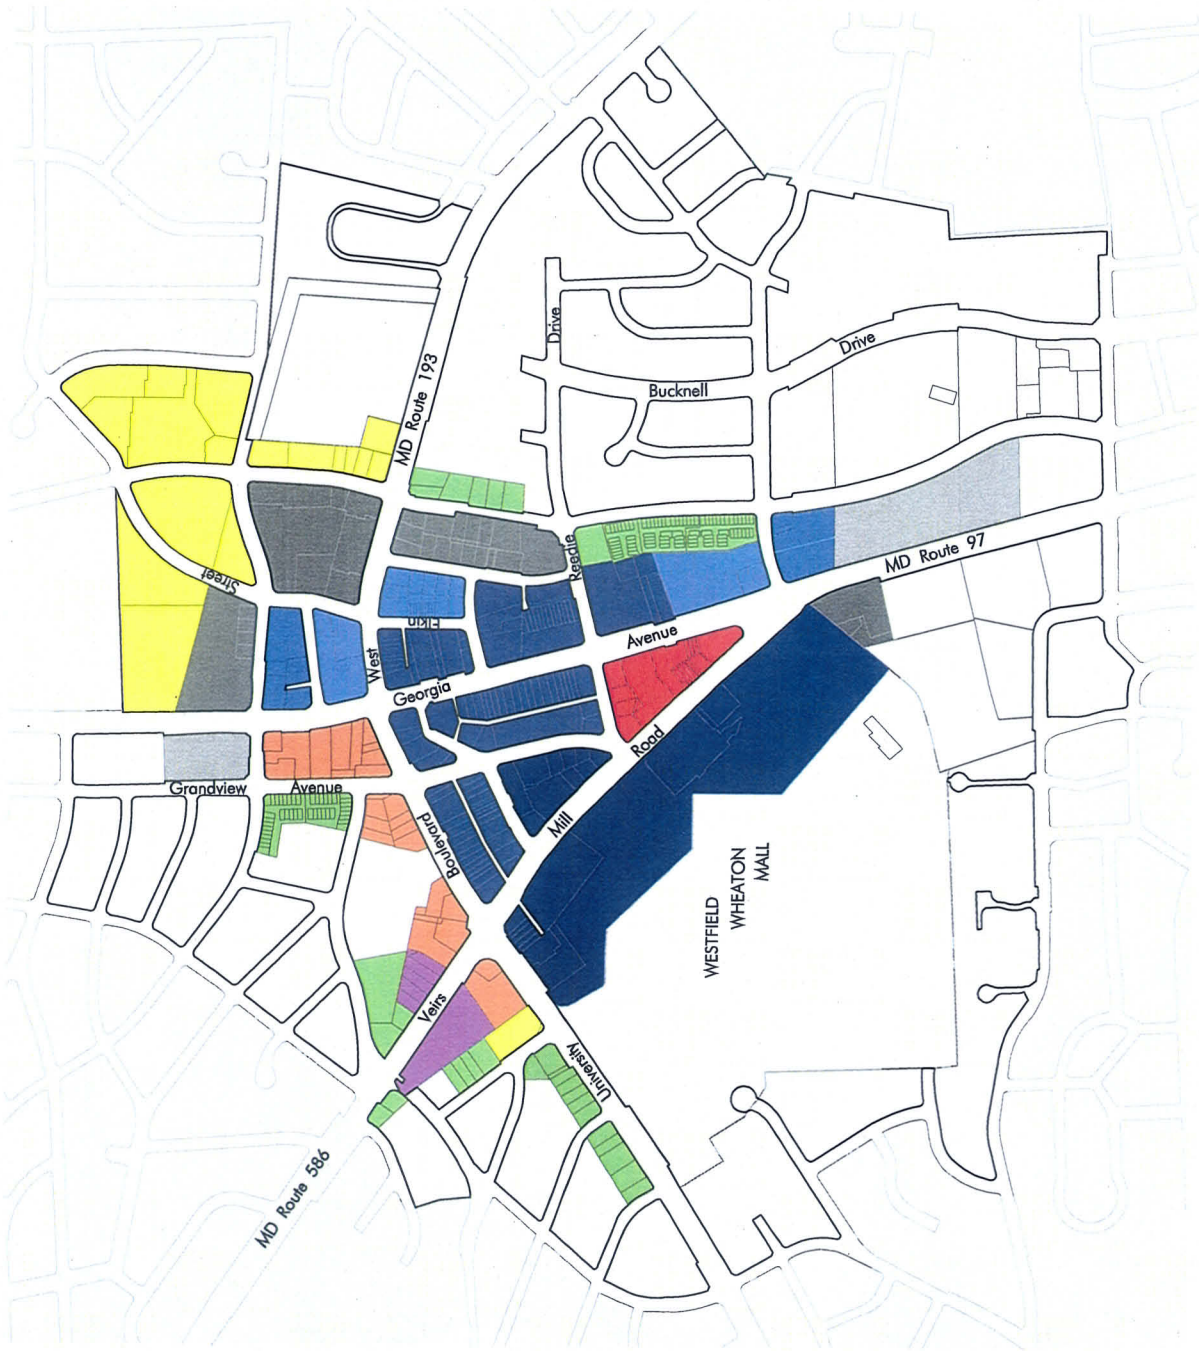 Drive
MD Route 193
Drive
Bucknell
MD Route 97
Reedie
Street
Elkin
Avenue
West
Georgia
Road
Grandview
Avenue
Mill
Boulevard
WESTFIELD
WHEATON
MALL
Veirs
University
MD Route 586